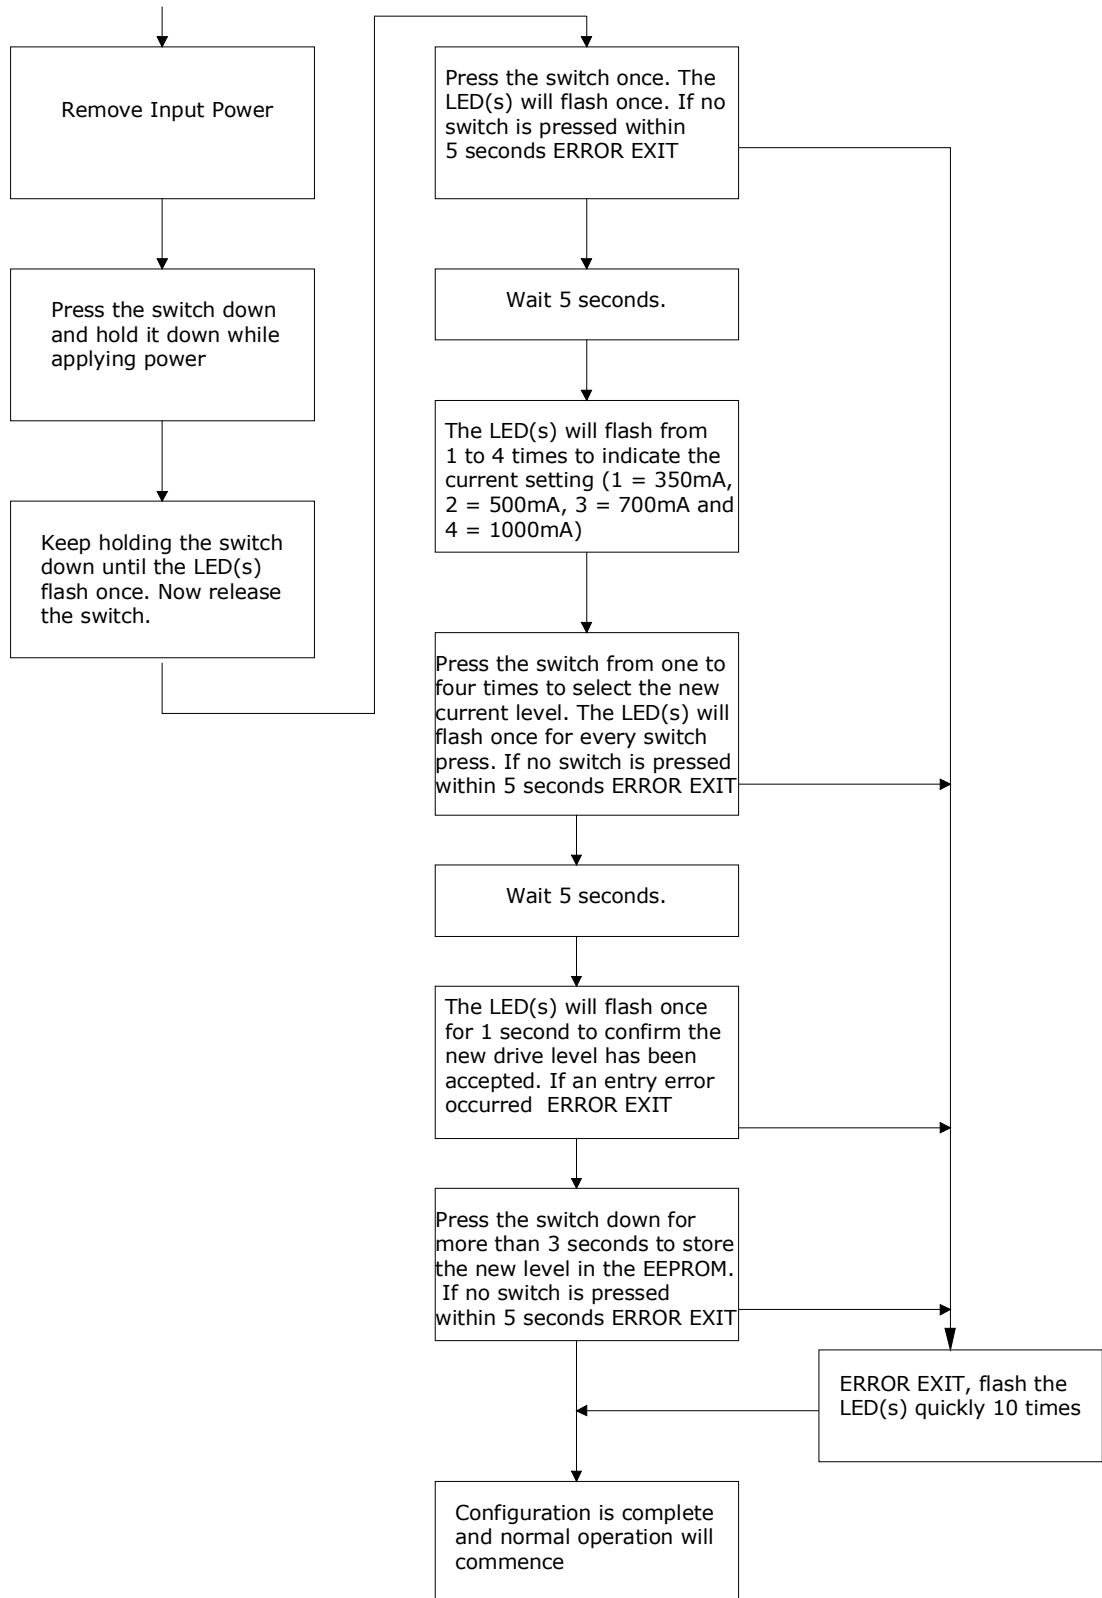 Remove Input Power
Press the switch down
and hold it down while
applying power
Keep holding the switch
down until the LED(s)
flash once. Now release
the switch.
Press the switch once. The
LED(s) will flash once. If no
switch is pressed within
5 seconds ERROR EXIT
Wait 5 seconds.
The LED(s) will flash from
1 to 4 times to indicate the
current setting (1 = 350mA,
2 = 500mA, 3 = 700mA and
4 = 1000mA)
Press the switch from one to
four times to select the new
current level. The LED(s) will
flash once for every switch
press. If no switch is pressed
within 5 seconds ERROR EXIT
Wait 5 seconds.
The LED(s) will flash once
for 1 second to confirm the
new drive level has been
accepted. If an entry error
occurred  ERROR EXIT
Press the switch down for
more than 3 seconds to store
the new level in the EEPROM.
If no switch is pressed
within 5 seconds ERROR EXIT
ERROR EXIT, flash the
LED(s) quickly 10 times
Configuration is complete
and normal operation will
commence